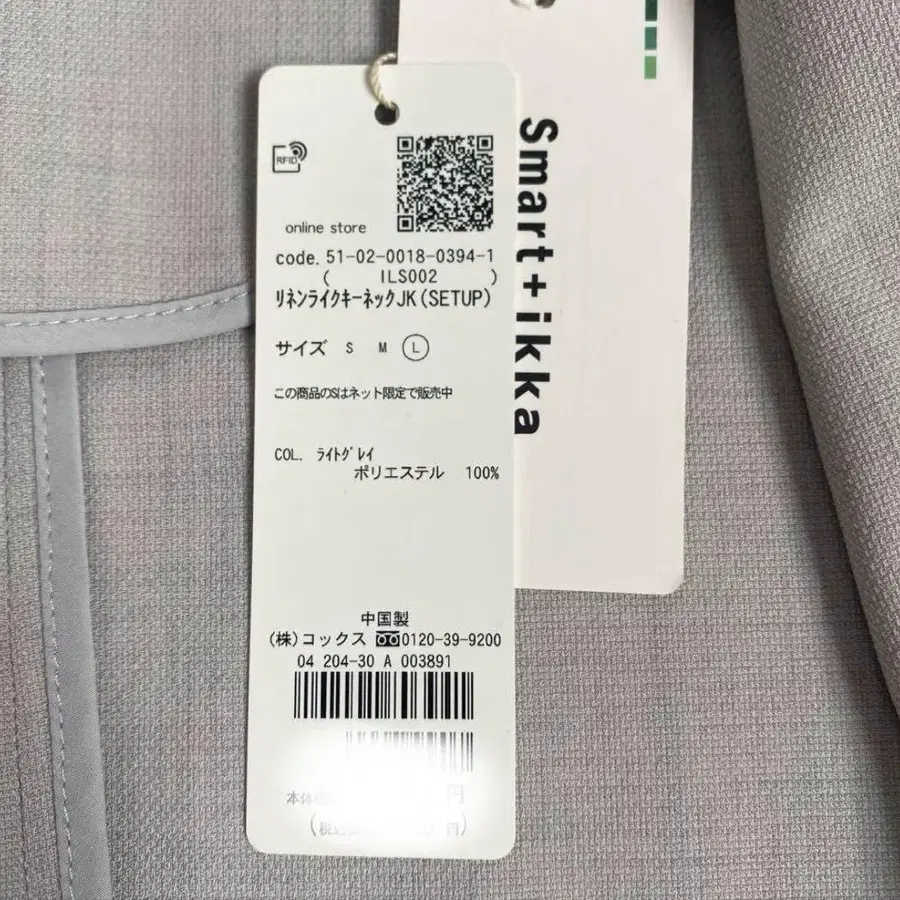 RFID
online store
code. 51-02-0018-0394-1
( ILS002 )
ﾘﾈﾝﾗｲｸｷｰﾈｯｸJK(SETUP)
サイズ S M L
この商品のSはネット限定で販売中
COL. ﾗｲﾄｸﾞﾚｲ
ポリエステル 100%
中国製
(株)コックス 0120-39-9200
04 204-30 A 003891
本体 円
(税込 円)
Smart+ikka